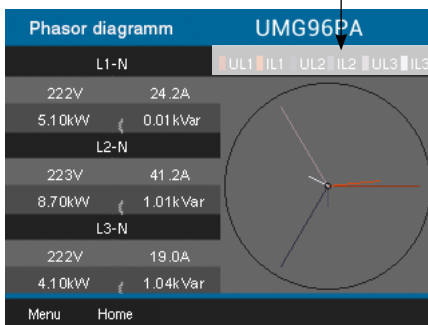 Phasor diagramm UMG96PA
L1-N UL1 IL1 UL2 IL2 UL3 IL3
222V 24.2A
5.10kW 0.01kVar
L2-N
223V 41.2A
8.70kW 1.01kVar
L3-N
222V 19.0A
4.10kW 1.04kVar
Menu Home